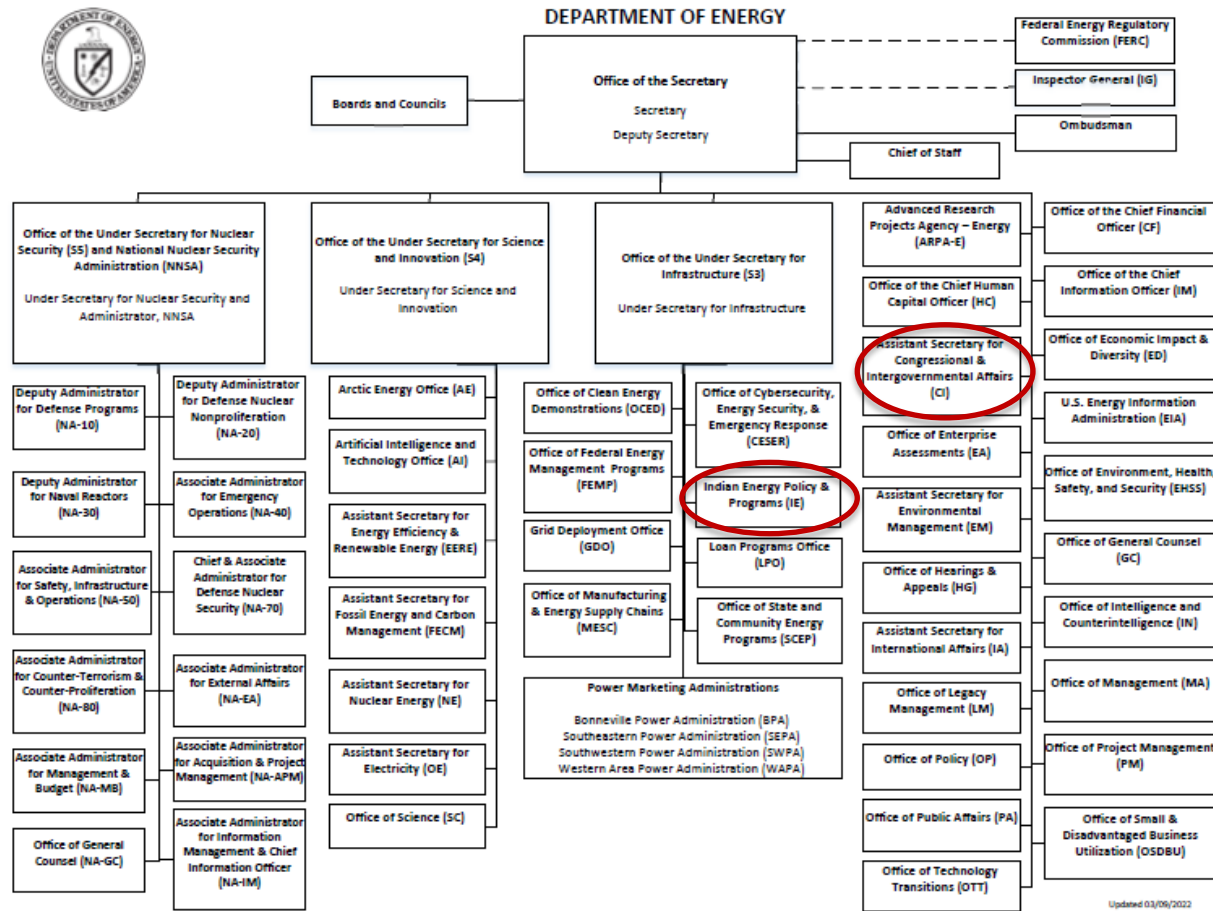 DEPARTMENT OF ENERGY
DEPARTMENT OF ENERGY
UNITED STATES OF AMERICA
Federal Energy Regulatory
Commission (FERC)
Office of the Secretary
Secretary
Deputy Secretary
Inspector General (IG)
Boards and Councils
Ombudsman
Chief of Staff
Office of the Under Secretary for Nuclear
Security (S5) and National Nuclear Security
Administration (NNSA)
Under Secretary for Nuclear Security and
Administrator, NNSA
Deputy Administrator
for Defense Programs
(NA-10)
Deputy Administrator
for Defense Nuclear
Nonproliferation
(NA-20)
Deputy Administrator
for Naval Reactors
(NA-30)
Associate Administrator
for Emergency
Operations (NA-40)
Associate Administrator
for Safety, Infrastructure
& Operations (NA-50)
Chief & Associate
Administrator for
Defense Nuclear
Security (NA-70)
Associate Administrator
for Counter-Terrorism &
Counter-Proliferation
(NA-80)
Associate Administrator
for External Affairs
(NA-EA)
Associate Administrator
for Management &
Budget (NA-MB)
Associate Administrator
for Acquisition & Project
Management (NA-APM)
Office of General
Counsel (NA-GC)
Associate Administrator
for Information
Management & Chief
Information Officer
(NA-IM)
Office of the Under Secretary for Science
and Innovation (S4)
Under Secretary for Science and
Innovation
Arctic Energy Office (AE)
Artificial Intelligence and
Technology Office (AI)
Assistant Secretary for
Energy Efficiency &
Renewable Energy (EERE)
Assistant Secretary for
Fossil Energy and Carbon
Management (FECM)
Assistant Secretary for
Nuclear Energy (NE)
Assistant Secretary for
Electricity (OE)
Office of Science (SC)
Office of the Under Secretary for
Infrastructure (S3)
Under Secretary for Infrastructure
Office of Clean Energy
Demonstrations (OCED)
Office of Cybersecurity,
Energy Security, &
Emergency Response
(CESER)
Office of Federal Energy
Management Programs
(FEMP)
Indian Energy Policy &
Programs (IE)
Grid Deployment Office
(GDO)
Loan Programs Office
(LPO)
Office of Manufacturing
& Energy Supply Chains
(MESC)
Office of State and
Community Energy
Programs (SCEP)
Power Marketing Administrations
Bonneville Power Administration (BPA)
Southeastern Power Administration (SEPA)
Southwestern Power Administration (SWPA)
Western Area Power Administration (WAPA)
Advanced Research
Projects Agency – Energy
(ARPA-E)
Office of the Chief Financial
Officer (CF)
Office of the Chief Human
Capital Officer (HC)
Office of the Chief
Information Officer (IM)
Assistant Secretary for
Congressional &
Intergovernmental Affairs
(CI)
Office of Economic Impact &
Diversity (ED)
U.S. Energy Information
Administration (EIA)
Office of Enterprise
Assessments (EA)
Office of Environment, Health,
Safety, and Security (EHSS)
Assistant Secretary for
Environmental
Management (EM)
Office of General Counsel
(GC)
Office of Hearings &
Appeals (HG)
Office of Intelligence and
Counterintelligence (IN)
Assistant Secretary for
International Affairs (IA)
Office of Management (MA)
Office of Legacy
Management (LM)
Office of Project Management
(PM)
Office of Policy (OP)
Office of Public Affairs (PA)
Office of Small &
Disadvantaged Business
Utilization (OSDBU)
Office of Technology
Transitions (OTT)
Updated 03/09/2022